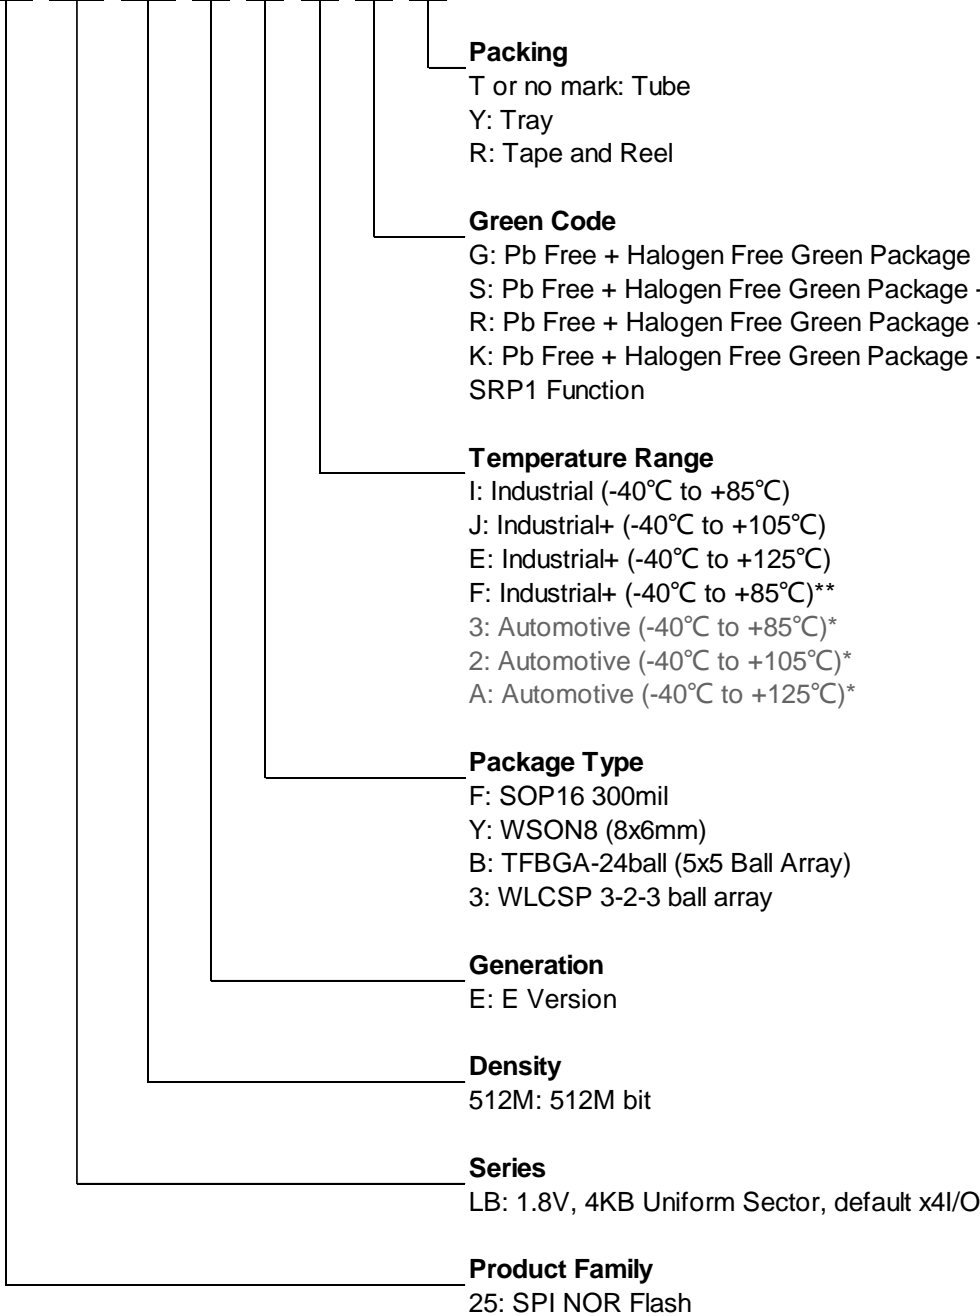 Packing
T or no mark: Tube
Y: Tray
R: Tape and Reel
Green Code
G: Pb Free + Halogen Free Green Package
S: Pb Free + Halogen Free Green Package -
R: Pb Free + Halogen Free Green Package -
K: Pb Free + Halogen Free Green Package -
SRP1 Function
Temperature Range
I: Industrial (-40℃ to +85℃)
J: Industrial+ (-40℃ to +105℃)
E: Industrial+ (-40℃ to +125℃)
F: Industrial+ (-40℃ to +85℃)**
3: Automotive (-40℃ to +85℃)*
2: Automotive (-40℃ to +105℃)*
A: Automotive (-40℃ to +125℃)*
Package Type
F: SOP16 300mil
Y: WSON8 (8x6mm)
B: TFBGA-24ball (5x5 Ball Array)
3: WLCSP 3-2-3 ball array
Generation
E: E Version
Density
512M: 512M bit
Series
LB: 1.8V, 4KB Uniform Sector, default x4I/O
Product Family
25: SPI NOR Flash